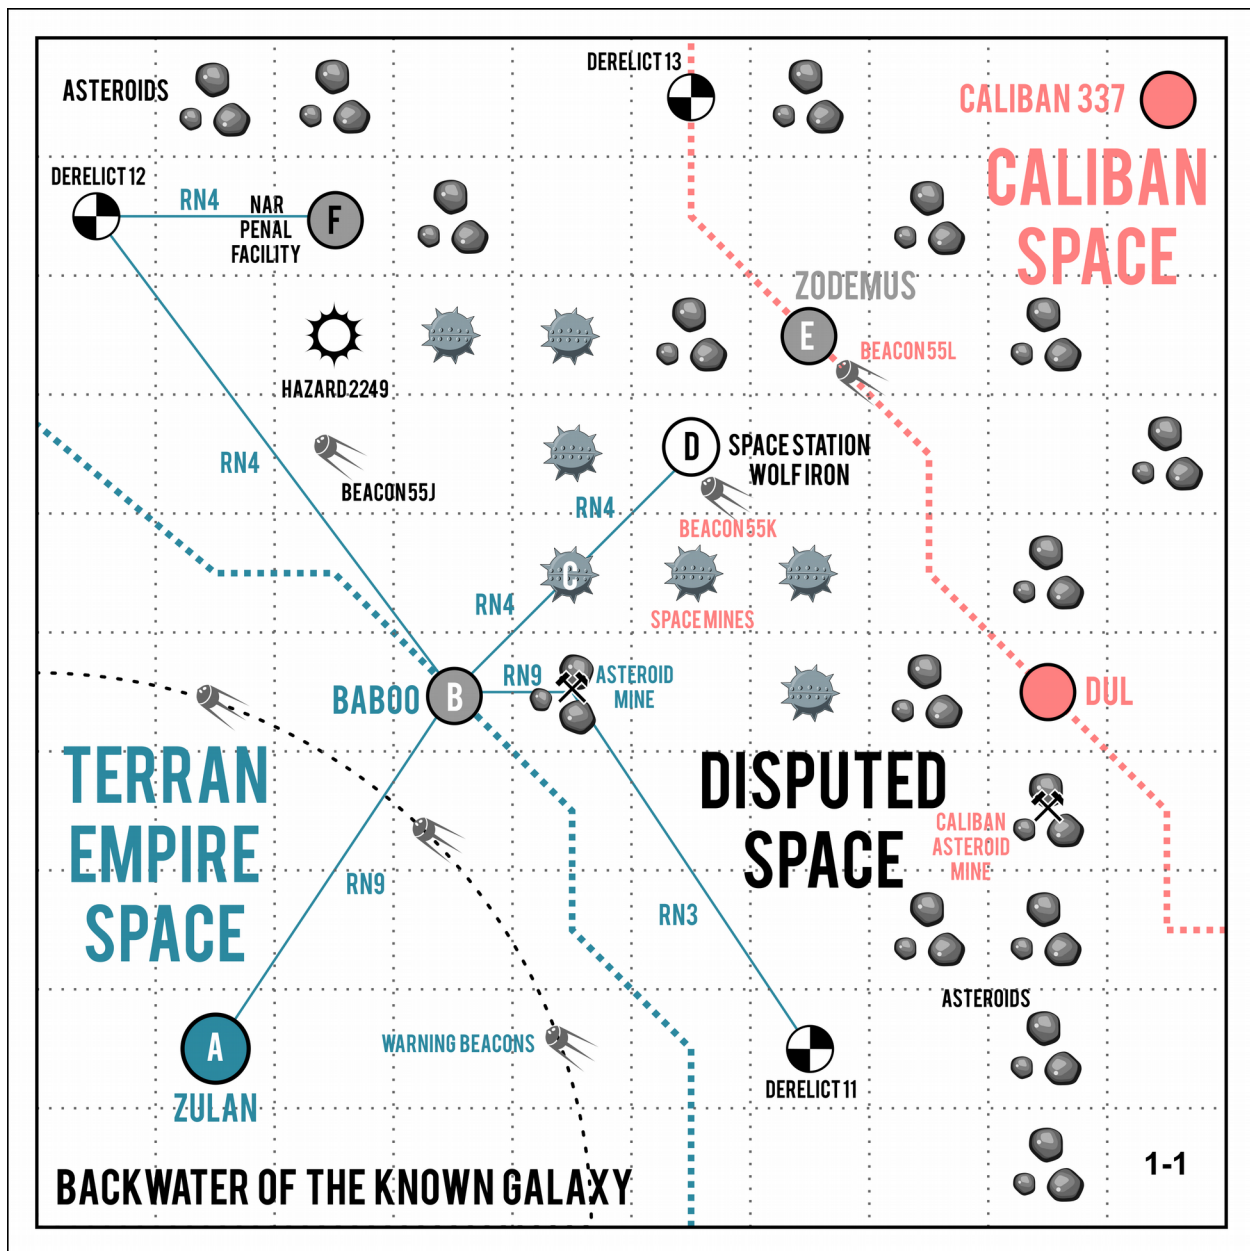 DERELICT 13
ASTEROIDS
CALIBAN 337
CALIBAN
SPACE
DERELICT 12
RN4
NAR
PENAL
FACILITY
F
ZODEMUS
E
BEACON 55L
HAZARD 2249
RN4
BEACON 55J
D
SPACE STATION
WOLF IRON
RN4
BEACON 55K
C
RN4
SPACE MINES
RN9
ASTEROID
MINE
BABOO
B
DUL
TERRAN
EMPIRE
SPACE
DISPUTED
SPACE
CALIBAN
ASTEROID
MINE
RN9
RN3
ASTEROIDS
A
WARNING BEACONS
ZULAN
DERELICT 11
BACKWATER OF THE KNOWN GALAXY
1-1